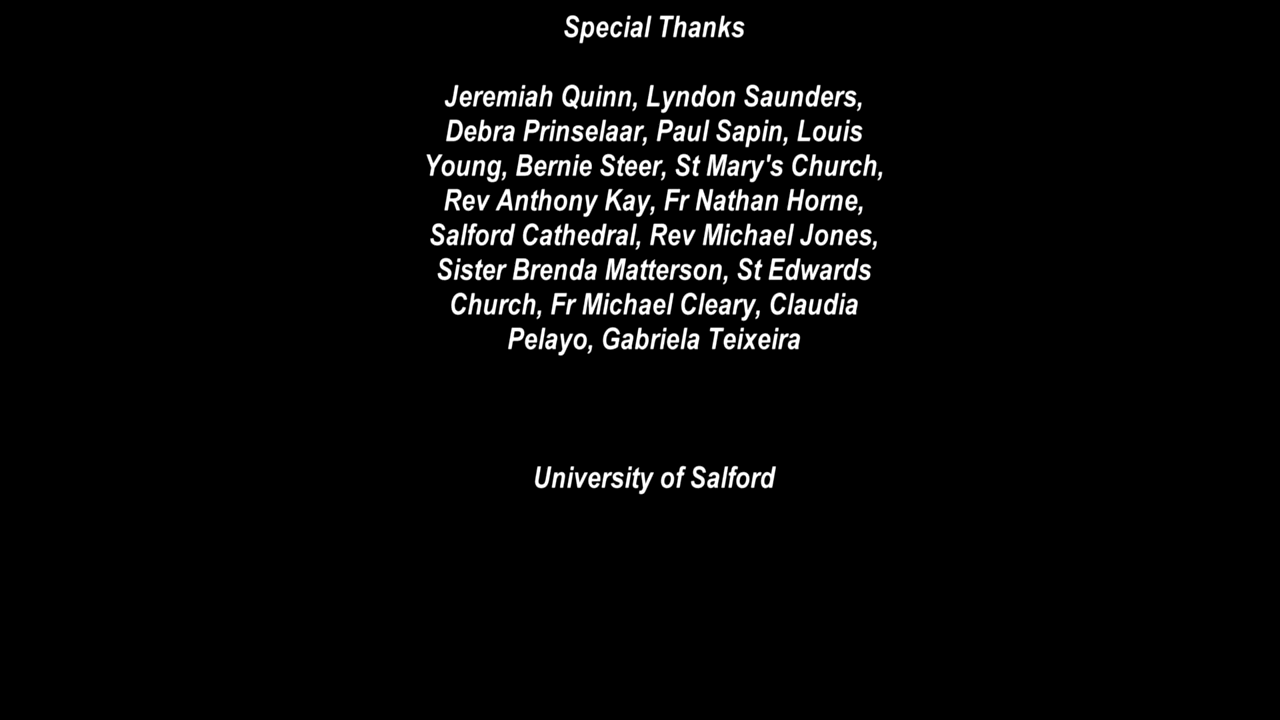 Special Thanks
Jeremiah Quinn, Lyndon Saunders,
Debra Prinselaar, Paul Sapin, Louis
Young, Bernie Steer, St Mary's Church,
Rev Anthony Kay, Fr Nathan Horne,
Salford Cathedral, Rev Michael Jones,
Sister Brenda Matterson, St Edwards
Church, Fr Michael Cleary, Claudia
Pelayo, Gabriela Teixeira
University of Salford